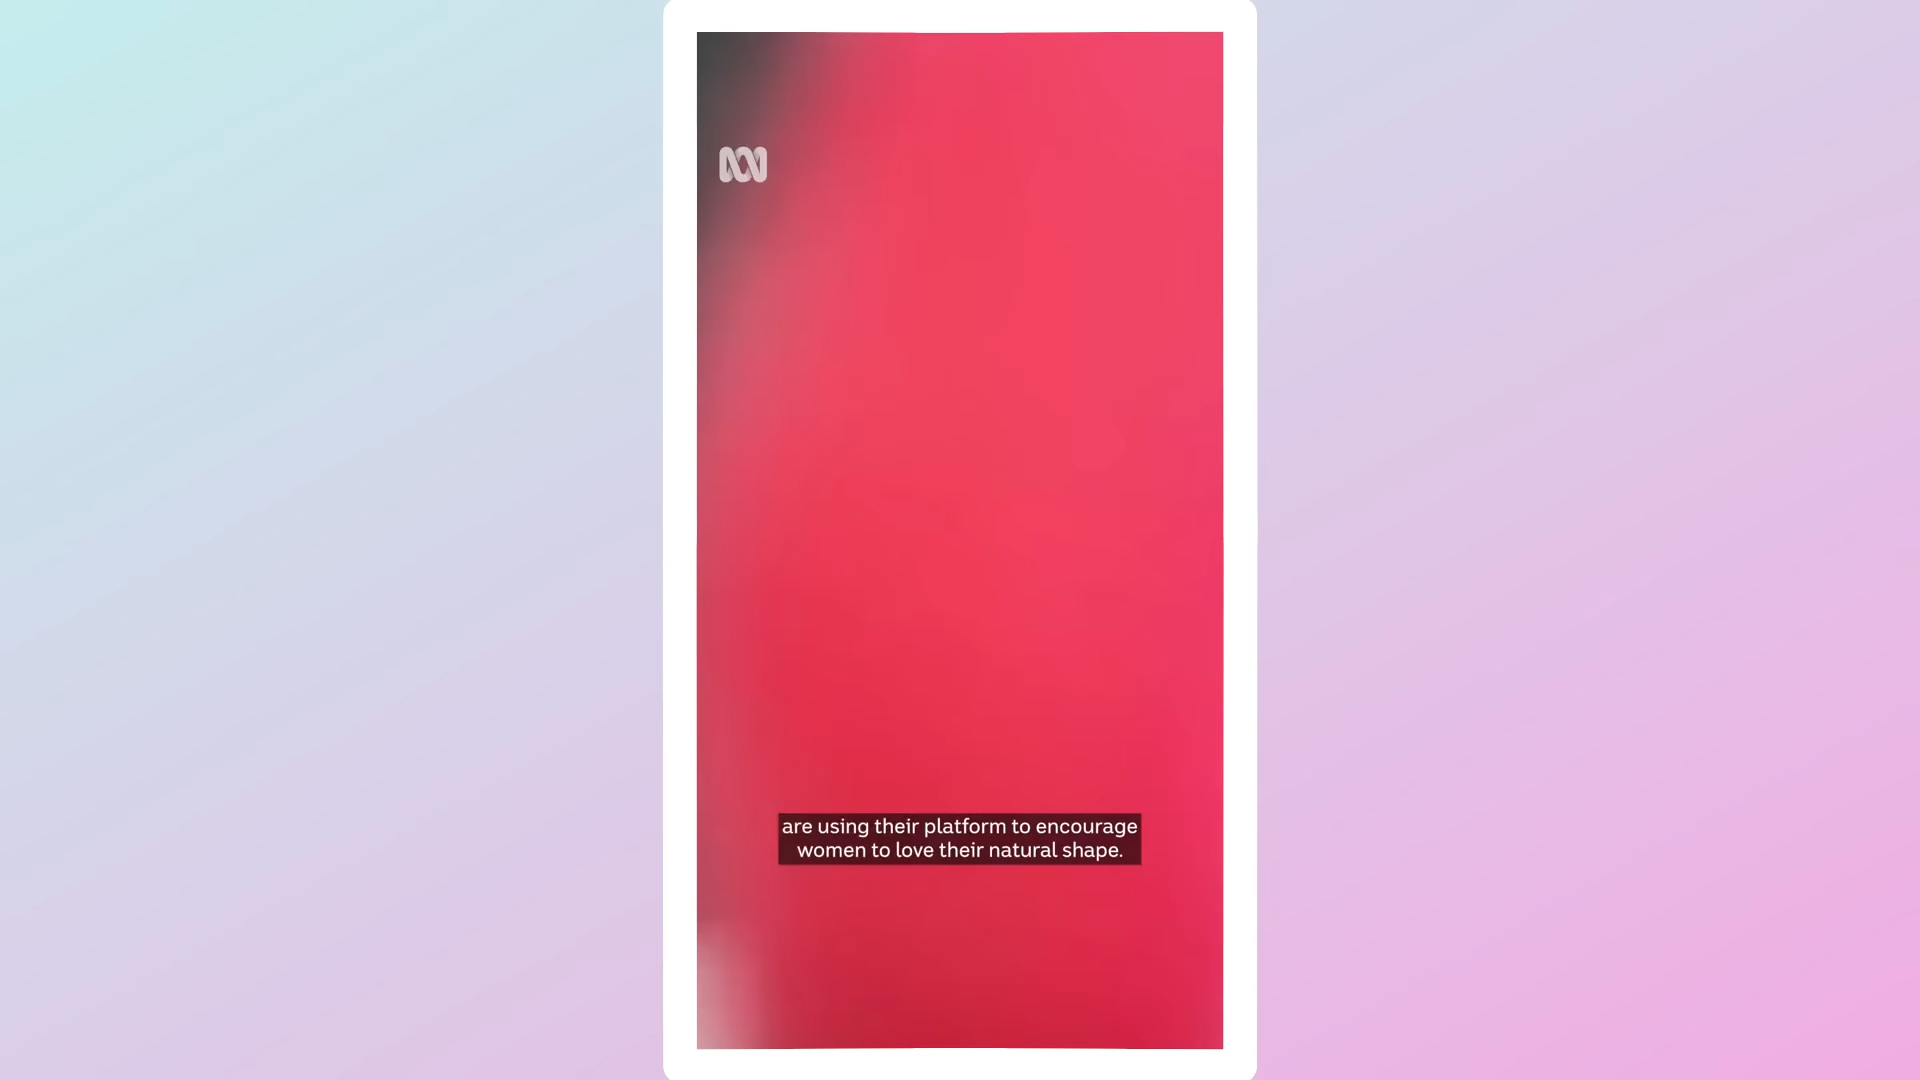 are using their platform to encourage
women to love their natural shape.